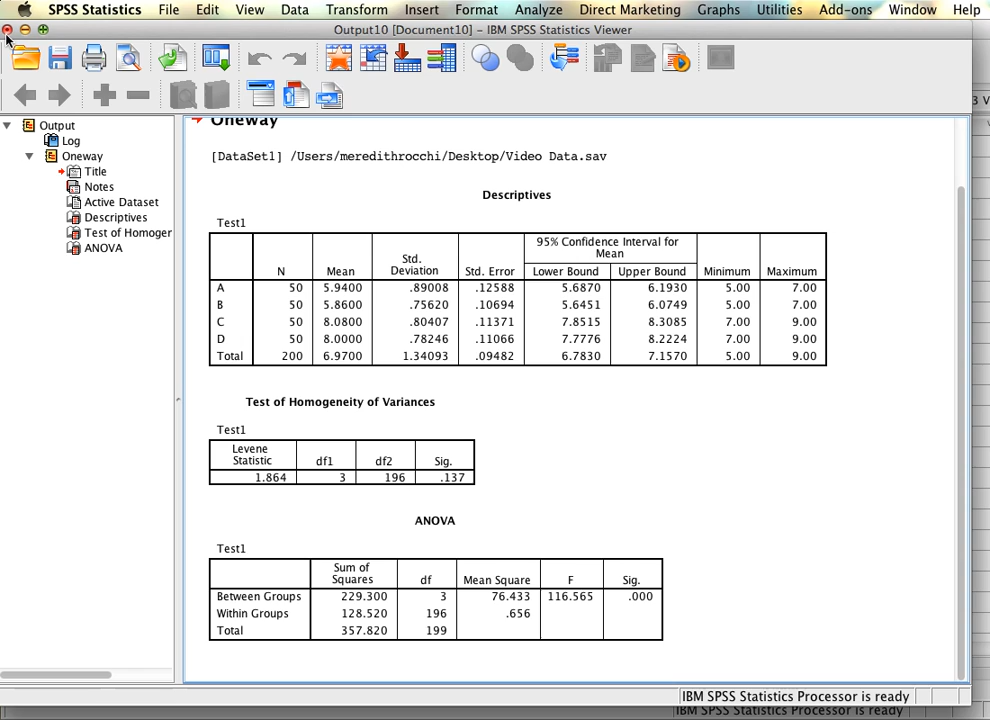 SPSS Statistics File Edit View Data Transform Insert Format Analyze Direct Marketing Graphs Utilities Add-ons Window Help
Output10 [Document10] – IBM SPSS Statistics Viewer
Output
Log
Oneway
Title
Notes
Active Dataset
Descriptives
Test of Homoger
ANOVA
Oneway
[DataSet1] /Users/meredithrocchi/Desktop/Video Data.sav
Descriptives
Test1
N Mean Std. Deviation Std. Error 95% Confidence Interval for Mean Lower Bound Upper Bound Minimum Maximum
A 50 5.9400 .89008 .12588 5.6870 6.1930 5.00 7.00
B 50 5.8600 .75620 .10694 5.6451 6.0749 5.00 7.00
C 50 8.0800 .80407 .11371 7.8515 8.3085 7.00 9.00
D 50 8.0000 .78246 .11066 7.7776 8.2224 7.00 9.00
Total 200 6.9700 1.34093 .09482 6.7830 7.1570 5.00 9.00
Test of Homogeneity of Variances
Test1
Levene Statistic df1 df2 Sig.
1.864 3 196 .137
ANOVA
Test1
Sum of Squares df Mean Square F Sig.
Between Groups 229.300 3 76.433 116.565 .000
Within Groups 128.520 196 .656
Total 357.820 199
IBM SPSS Statistics Processor is ready
IBM SPSS Statistics Processor is ready